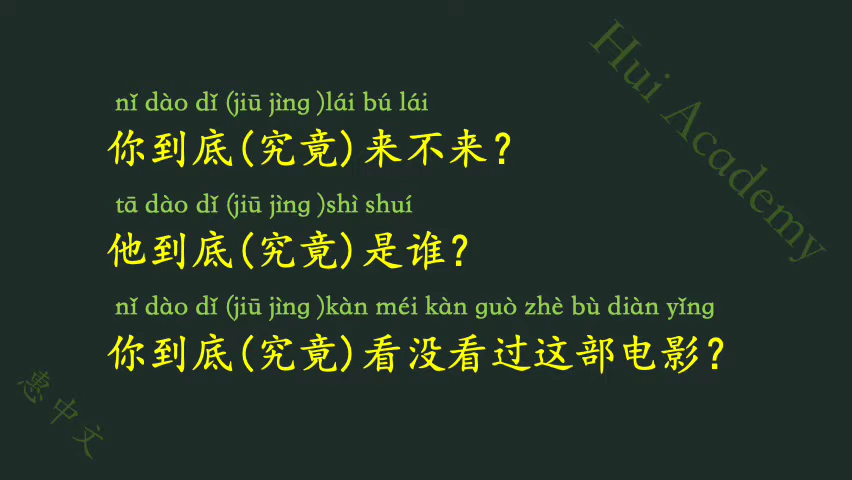 nǐ dào dǐ (jiū jìng )lái bú lái
你到底(究竟)来不来?
tā dào dǐ (jiū jìng )shì shuí
他到底(究竟)是谁?
nǐ dào dǐ (jiū jìng )kàn méi kàn guò zhè bù diàn yǐng
你到底(究竟)看没看过这部电影?
Hui Academy
惠中文